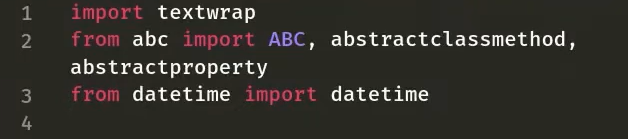 1 import textwrap
2 from abc import ABC, abstractclassmethod,
abstractproperty
3 from datetime import datetime
4